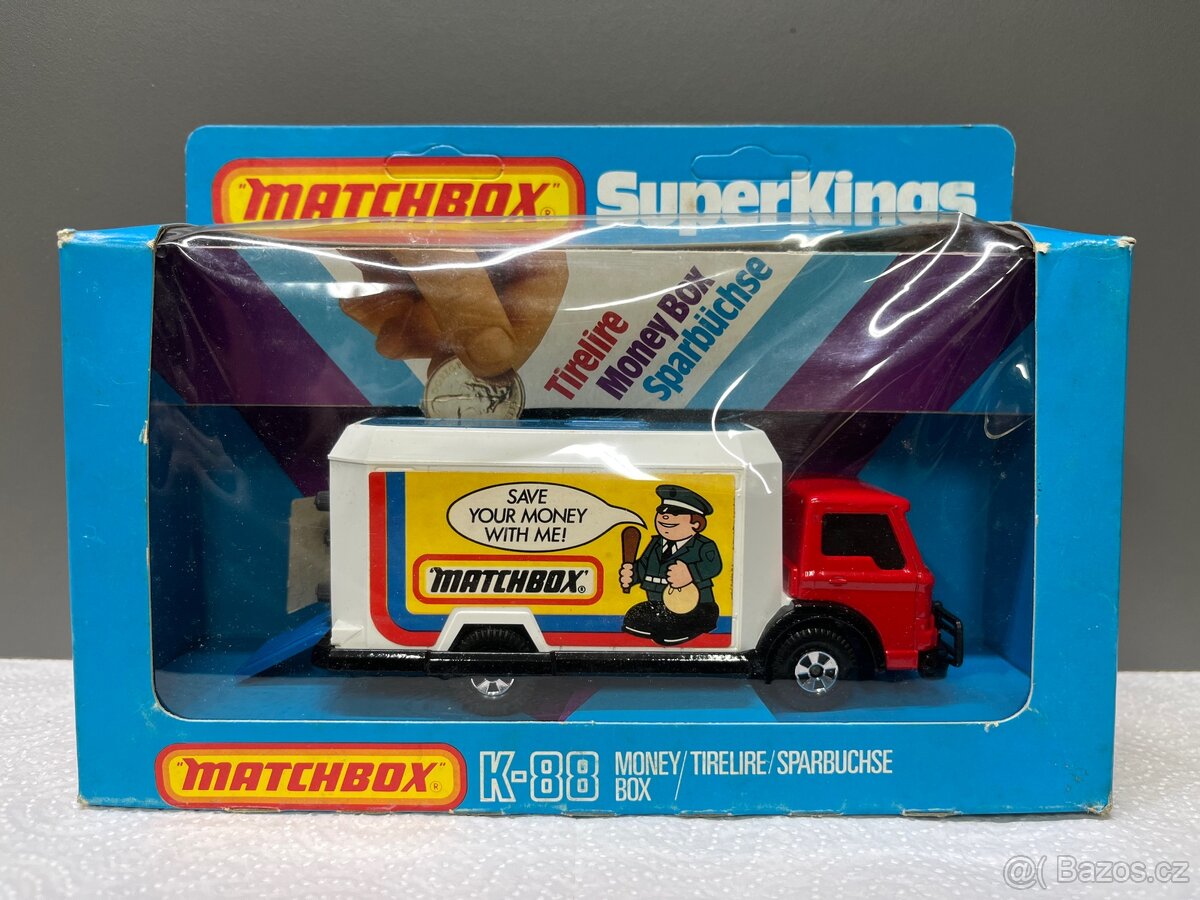 "MATCHBOX"®
SuperKings
Tirelire
Money Box
Sparbüchse
SAVE
YOUR MONEY
WITH ME!
"MATCHBOX"®
"MATCHBOX"®
K-88
MONEY/TIRELIRE/SPARBUCHSE
BOX
@( Bazos.cz